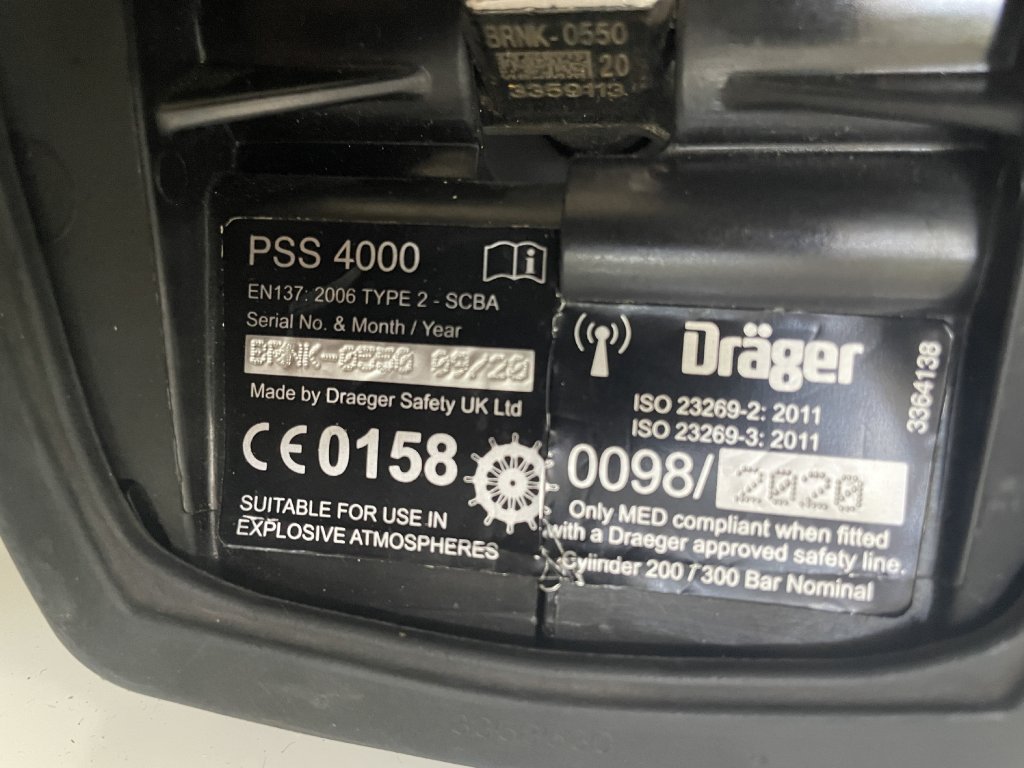 BRNK-0550
20
3359113
PSS 4000
EN137: 2006 TYPE 2 - SCBA
Serial No. & Month / Year
BRNK-0550 09/20
Made by Draeger Safety UK Ltd
CE0158
SUITABLE FOR USE IN
EXPLOSIVE ATMOSPHERES
Dräger
3364138
ISO 23269-2: 2011
ISO 23269-3: 2011
0098/2020
Only MED compliant when fitted
with a Draeger approved safety line.
Cylinder 200 / 300 Bar Nominal